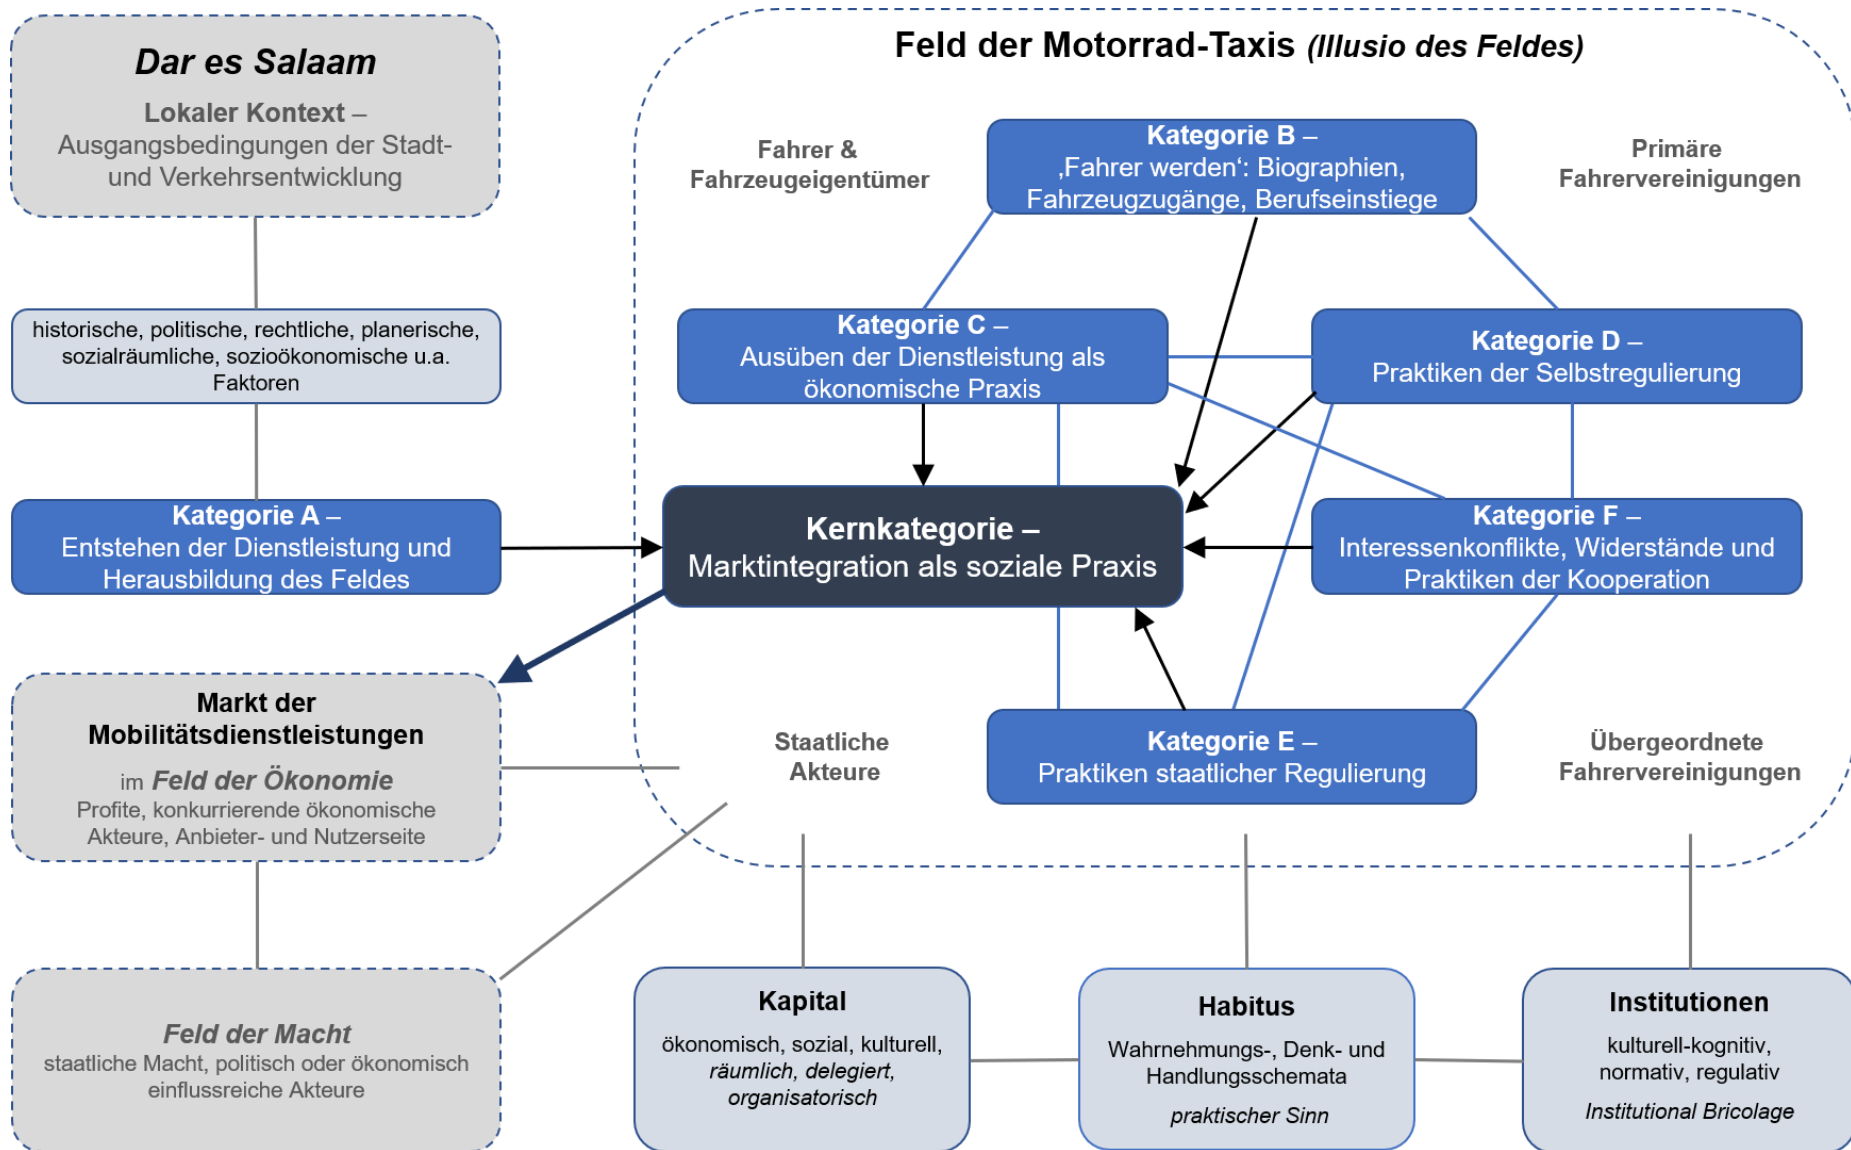 Dar es Salaam
Lokaler Kontext –
Ausgangsbedingungen der Stadt-
und Verkehrsentwicklung
historische, politische, rechtliche, planerische,
sozialräumliche, sozioökonomische u.a.
Faktoren
Kategorie A –
Entstehen der Dienstleistung und
Herausbildung des Feldes
Markt der
Mobilitätsdienstleistungen
im Feld der Ökonomie
Profite, konkurrierende ökonomische
Akteure, Anbieter- und Nutzerseite
Feld der Macht
staatliche Macht, politisch oder ökonomisch
einflussreiche Akteure
Feld der Motorrad-Taxis (Illusio des Feldes)
Fahrer &
Fahrzeugeigentümer
Kategorie B –
‚Fahrer werden‘: Biographien,
Fahrzeugzugänge, Berufseinstiege
Primäre
Fahrervereinigungen
Kategorie C –
Ausüben der Dienstleistung als
ökonomische Praxis
Kategorie D –
Praktiken der Selbstregulierung
Kernkategorie –
Marktintegration als soziale Praxis
Kategorie F –
Interessenkonflikte, Widerstände und
Praktiken der Kooperation
Staatliche
Akteure
Kategorie E –
Praktiken staatlicher Regulierung
Übergeordnete
Fahrervereinigungen
Kapital
ökonomisch, sozial, kulturell,
räumlich, delegiert,
organisatorisch
Habitus
Wahrnehmungs-, Denk- und
Handlungsschemata
praktischer Sinn
Institutionen
kulturell-kognitiv,
normativ, regulativ
Institutional Bricolage